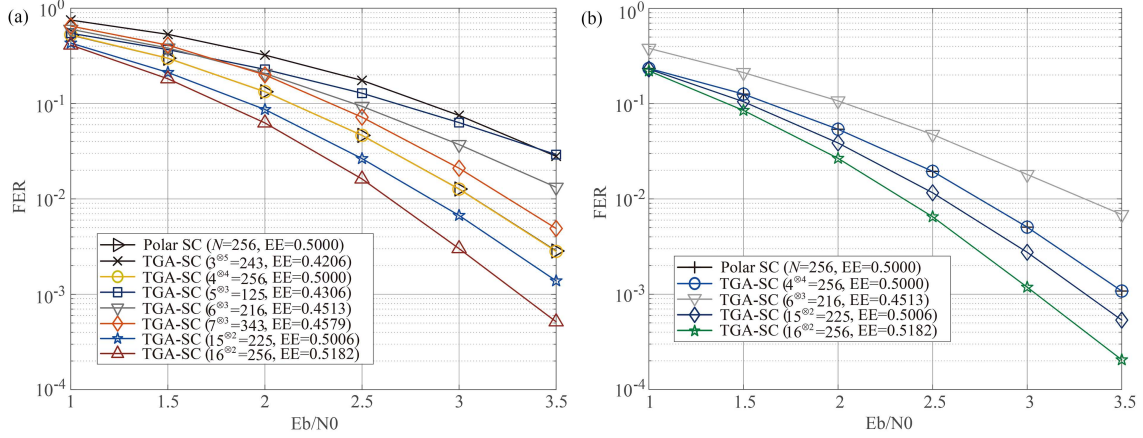 (a)
10^0
10^-1
10^-2
10^-3
10^-4
FER
Polar SC (N=256, EE=0.5000)
TGA-SC (3^⊗5=243, EE=0.4206)
TGA-SC (4^⊗4=256, EE=0.5000)
TGA-SC (5^⊗3=125, EE=0.4306)
TGA-SC (6^⊗3=216, EE=0.4513)
TGA-SC (7^⊗3=343, EE=0.4579)
TGA-SC (15^⊗2=225, EE=0.5006)
TGA-SC (16^⊗2=256, EE=0.5182)
1 1.5 2 2.5 3 3.5
Eb/N0
(b)
10^0
10^-1
10^-2
10^-3
10^-4
FER
Polar SC (N=256, EE=0.5000)
TGA-SC (4^⊗4=256, EE=0.5000)
TGA-SC (6^⊗3=216, EE=0.4513)
TGA-SC (15^⊗2=225, EE=0.5006)
TGA-SC (16^⊗2=256, EE=0.5182)
1 1.5 2 2.5 3 3.5
Eb/N0